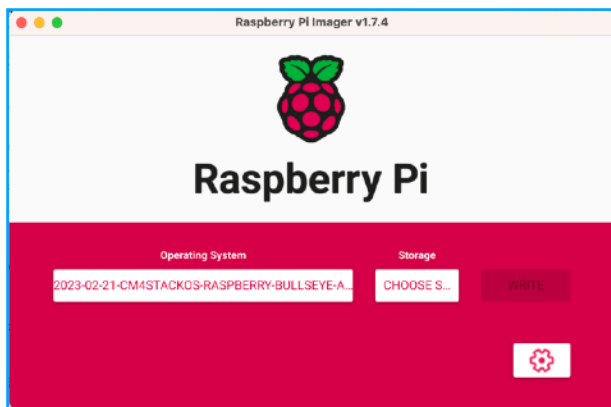 Raspberry Pi Imager v1.7.4
Raspberry Pi
Operating System Storage
2023-02-21-CM4STACKOS-RASPBERRY-BULLSEYE-A... CHOOSE S... WRITE